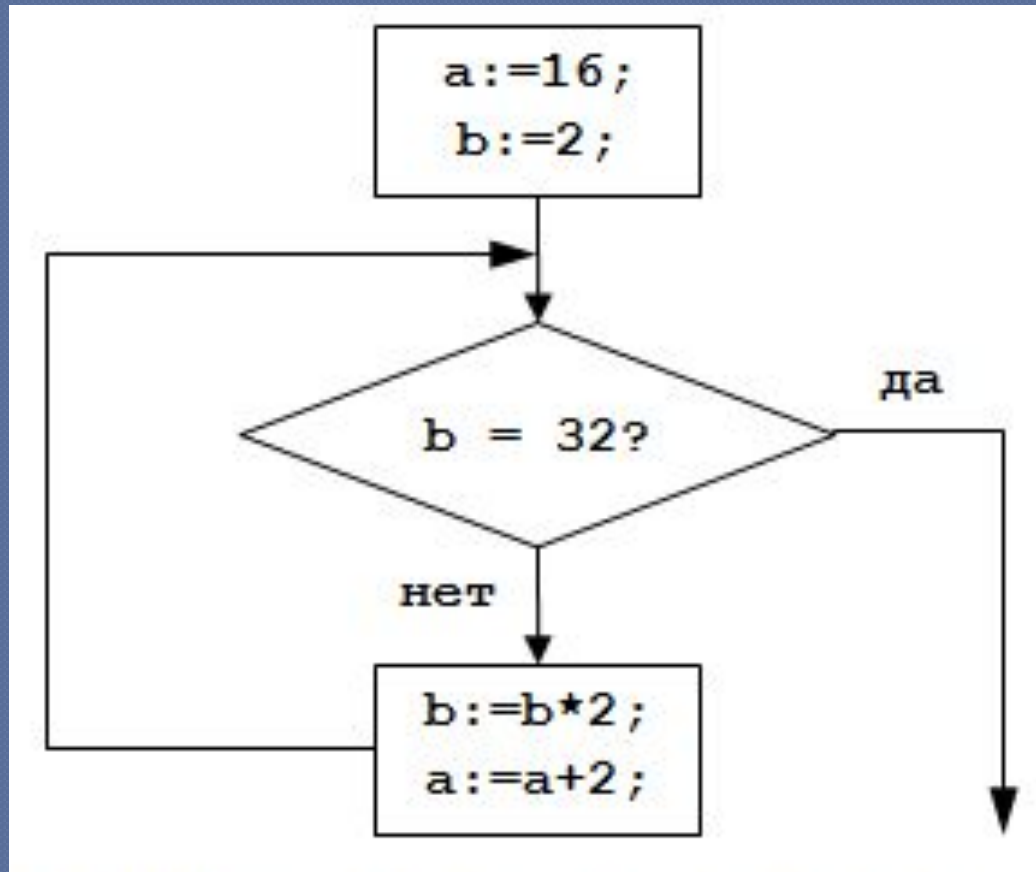 a:=16;
b:=2;
b = 32?
да
нет
b:=b*2;
a:=a+2;